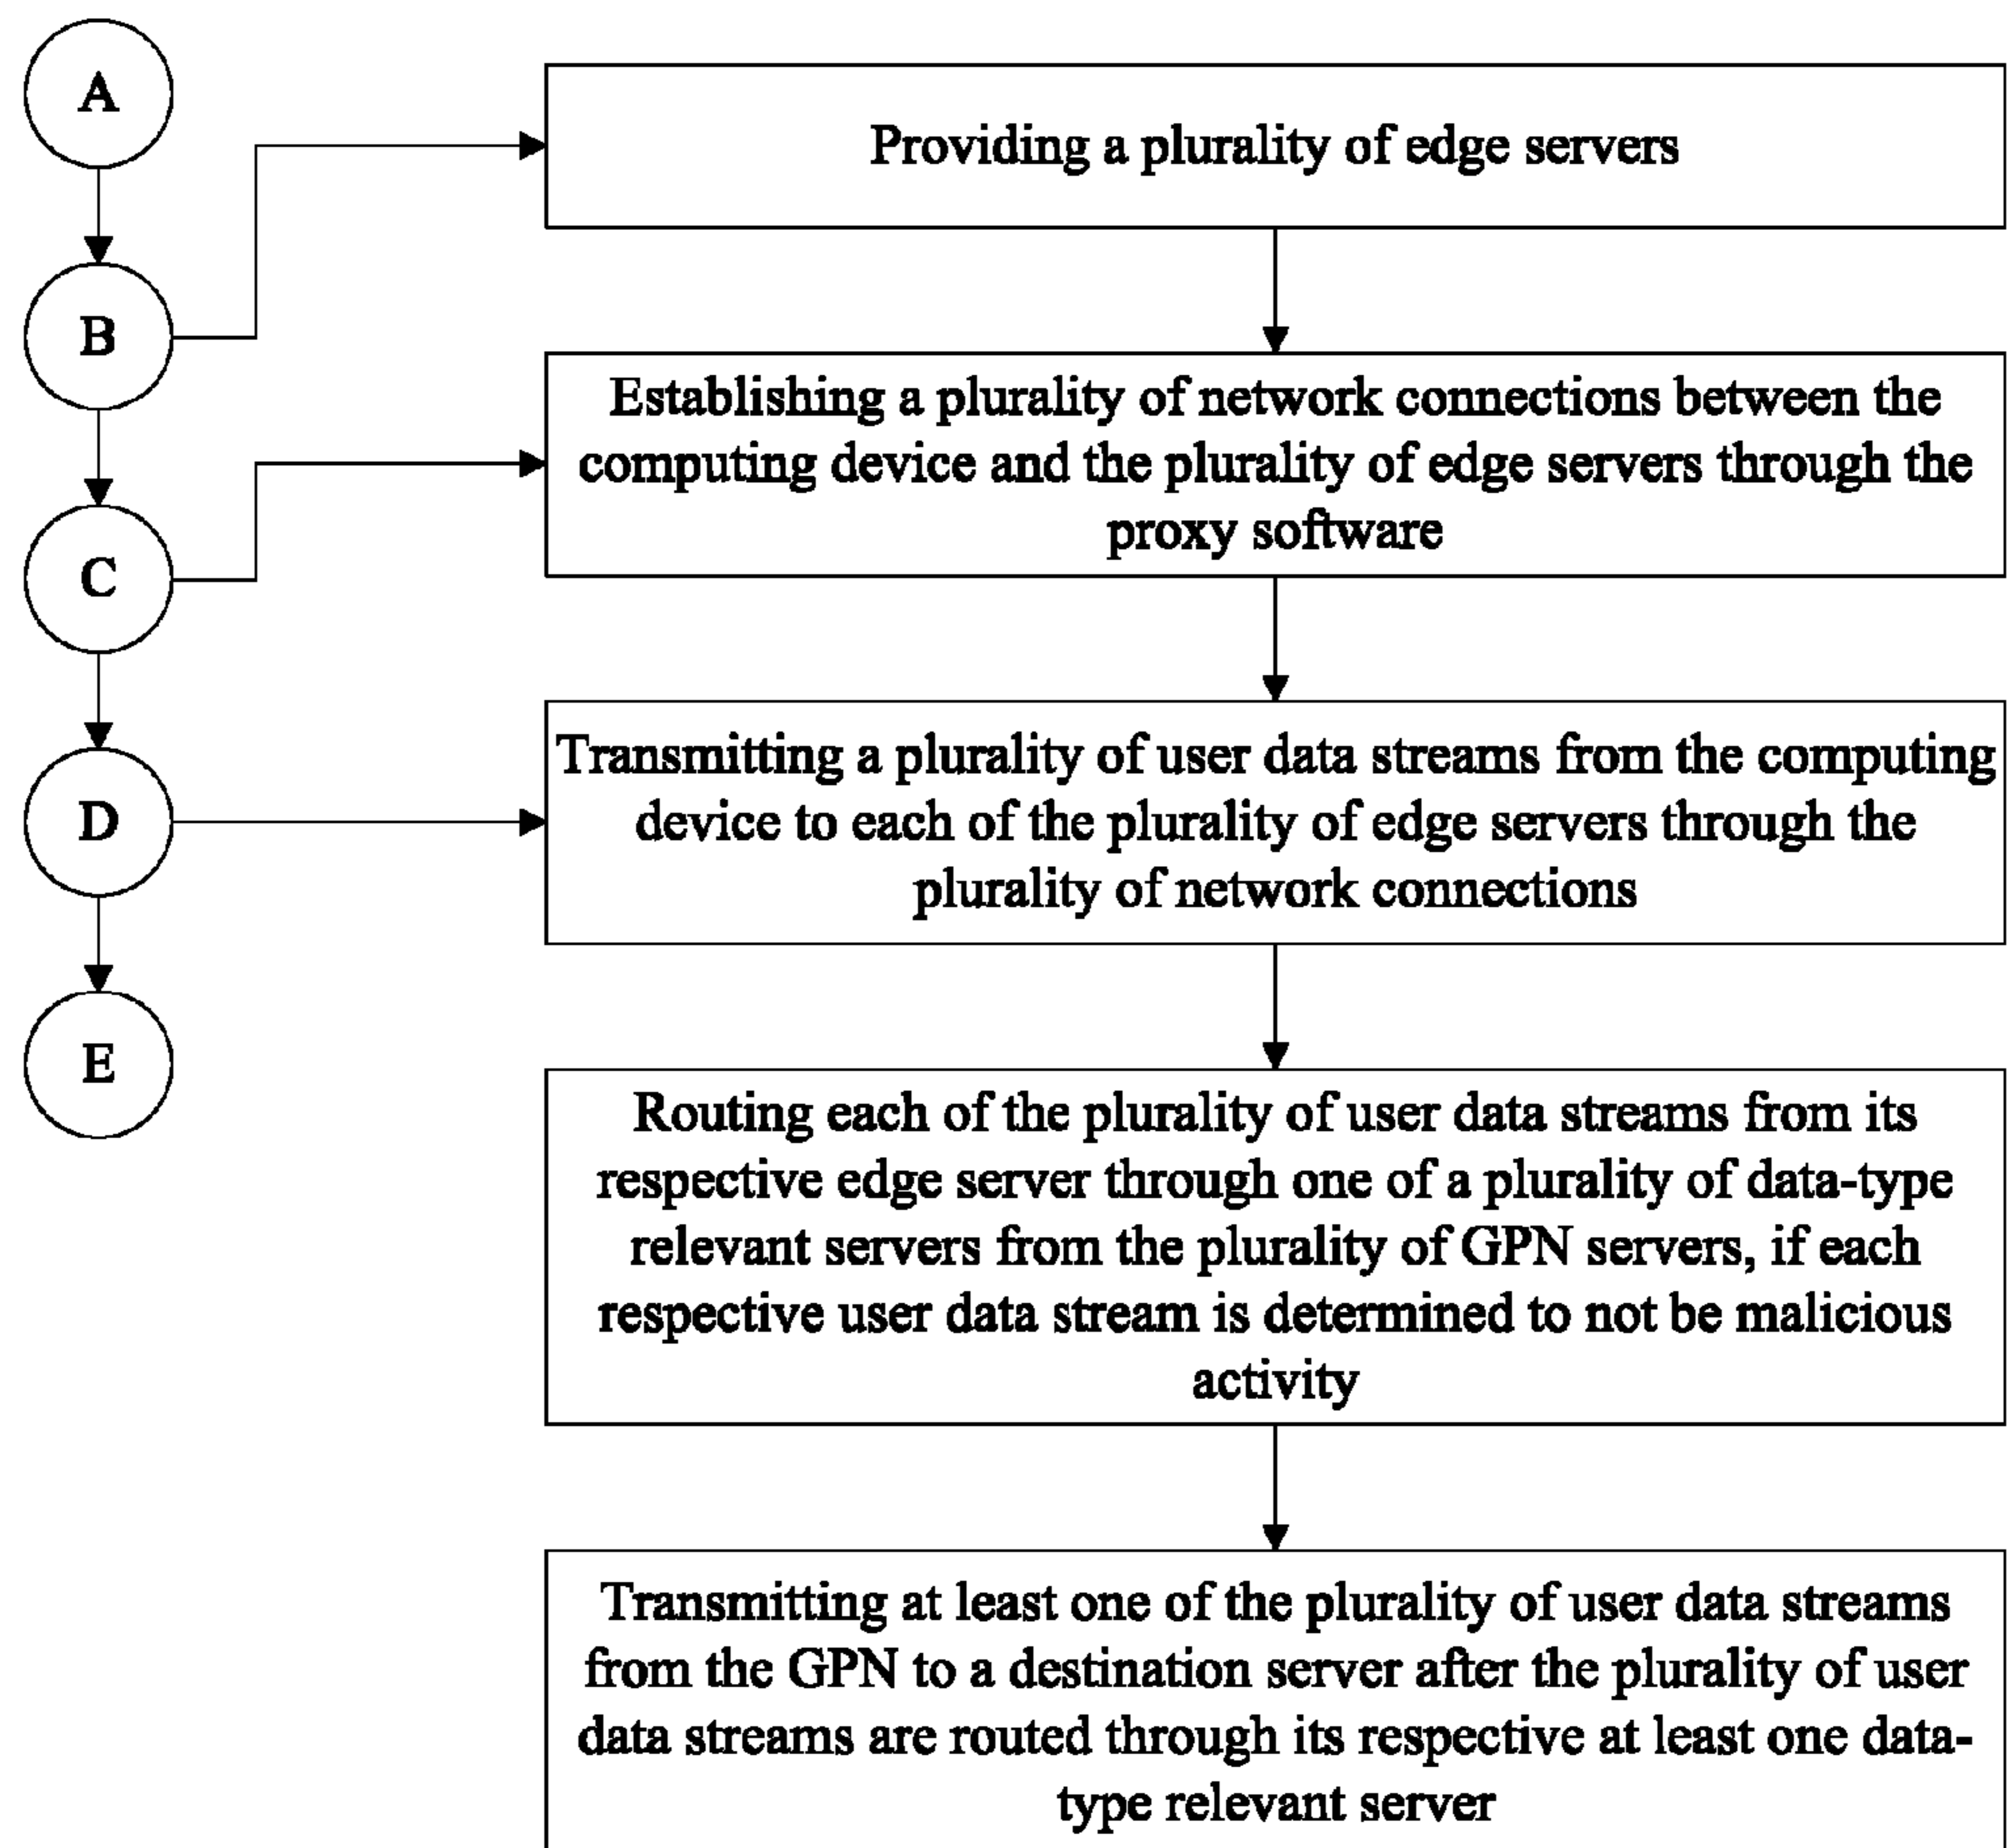 A
B
C
D
E
Providing a plurality of edge servers
Establishing a plurality of network connections between the
computing device and the plurality of edge servers through the
proxy software
Transmitting a plurality of user data streams from the computing
device to each of the plurality of edge servers through the
plurality of network connections
Routing each of the plurality of user data streams from its
respective edge server through one of a plurality of data-type
relevant servers from the plurality of GPN servers, if each
respective user data stream is determined to not be malicious
activity
Transmitting at least one of the plurality of user data streams
from the GPN to a destination server after the plurality of user
data streams are routed through its respective at least one data-
type relevant server